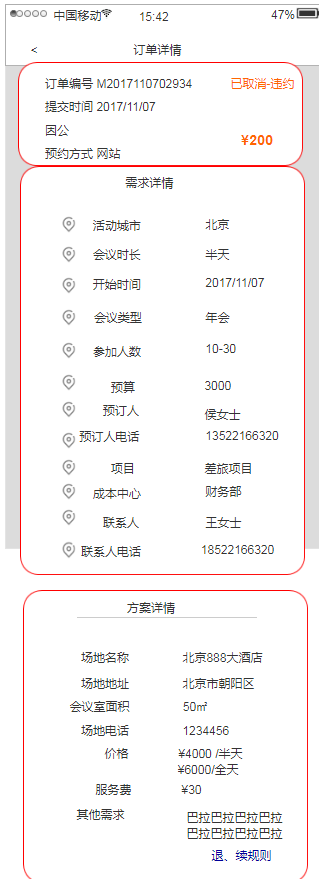 中国移动 15:42 47%
< 订单详情
订单编号 M2017110702934 已取消-违约
提交时间 2017/11/07
因公
¥200
预约方式 网站
需求详情
活动城市 北京
会议时长 半天
开始时间 2017/11/07
会议类型 年会
参加人数 10-30
预算 3000
预订人 侯女士
预订人电话 13522166320
项目 差旅项目
成本中心 财务部
联系人 王女士
联系人电话 18522166320
方案详情
场地名称 北京888大酒店
场地地址 北京市朝阳区
会议室面积 50㎡
场地电话 1234456
价格 ¥4000 /半天
¥6000/全天
服务费 ¥30
其他需求 巴拉巴拉巴拉巴拉
巴拉巴拉巴拉巴拉
退、续规则